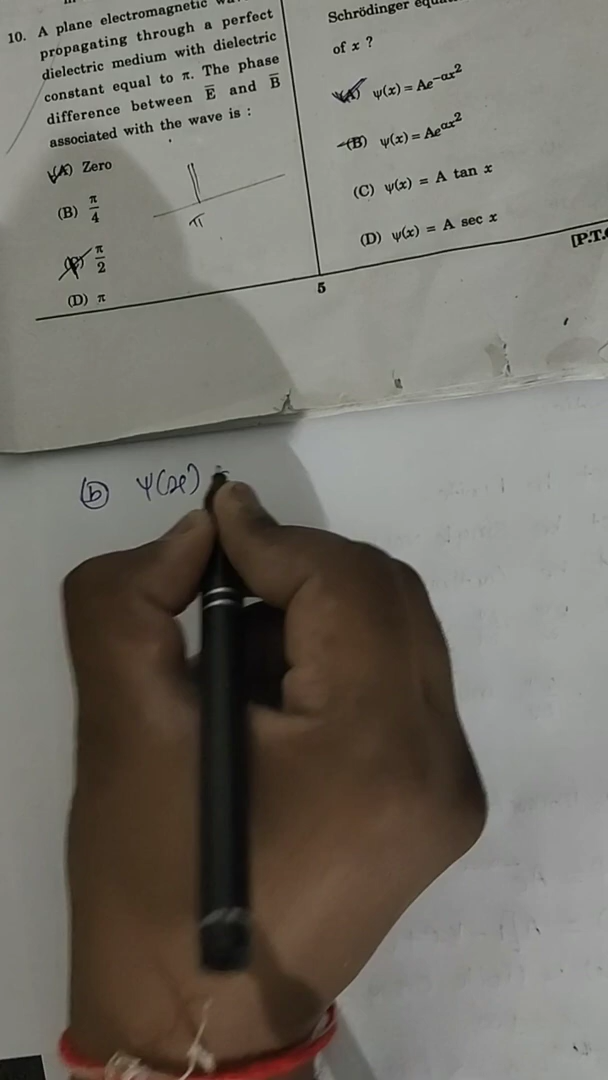 10. A plane electromagnetic
propagating through a perfect
dielectric medium with dielectric
constant equal to π. The phase
difference between E̅ and B̅
associated with the wave is :
(A) Zero
(B) π/4
π/2
(D) π
π
Schrödinger
of x ?
(A) ψ(x) = Ae^{-αx²}
(B) ψ(x) = Ae^{αx²}
(C) ψ(x) = A tan x
(D) ψ(x) = A sec x
[P.T.
5
(b) ψ(x)